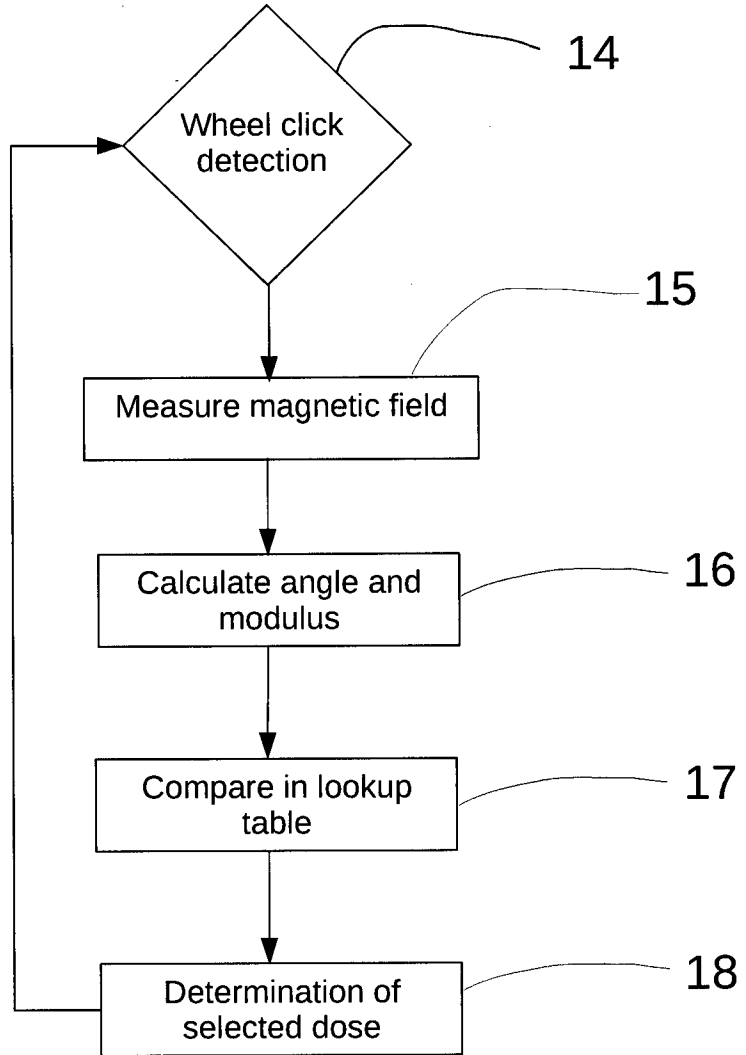 14
Wheel click
detection
15
Measure magnetic field
16
Calculate angle and
modulus
17
Compare in lookup
table
18
Determination of
selected dose